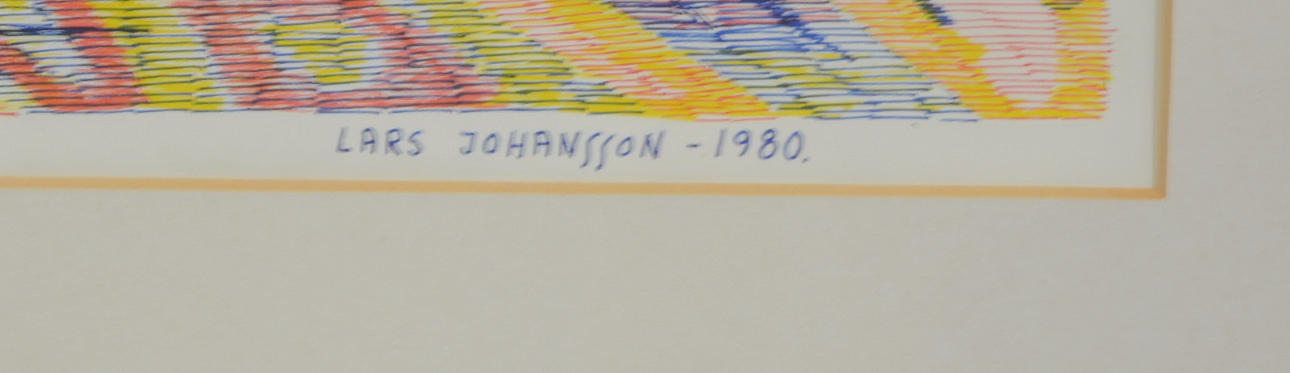 LARS JOHANSSON - 1980.